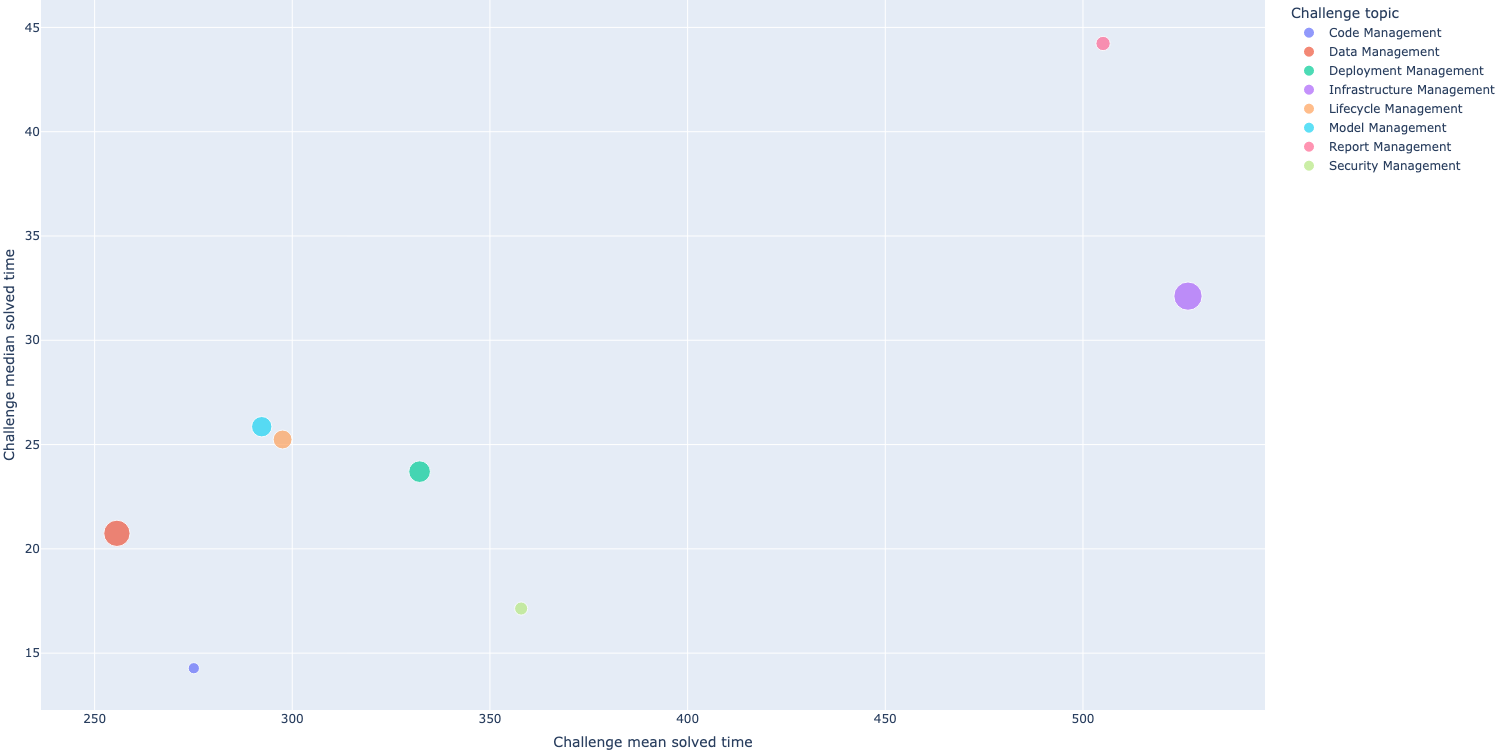 Challenge topic
Code Management
Data Management
Deployment Management
Infrastructure Management
Lifecycle Management
Model Management
Report Management
Security Management
Challenge median solved time
45
40
35
30
25
20
15
250 300 350 400 450 500
Challenge mean solved time